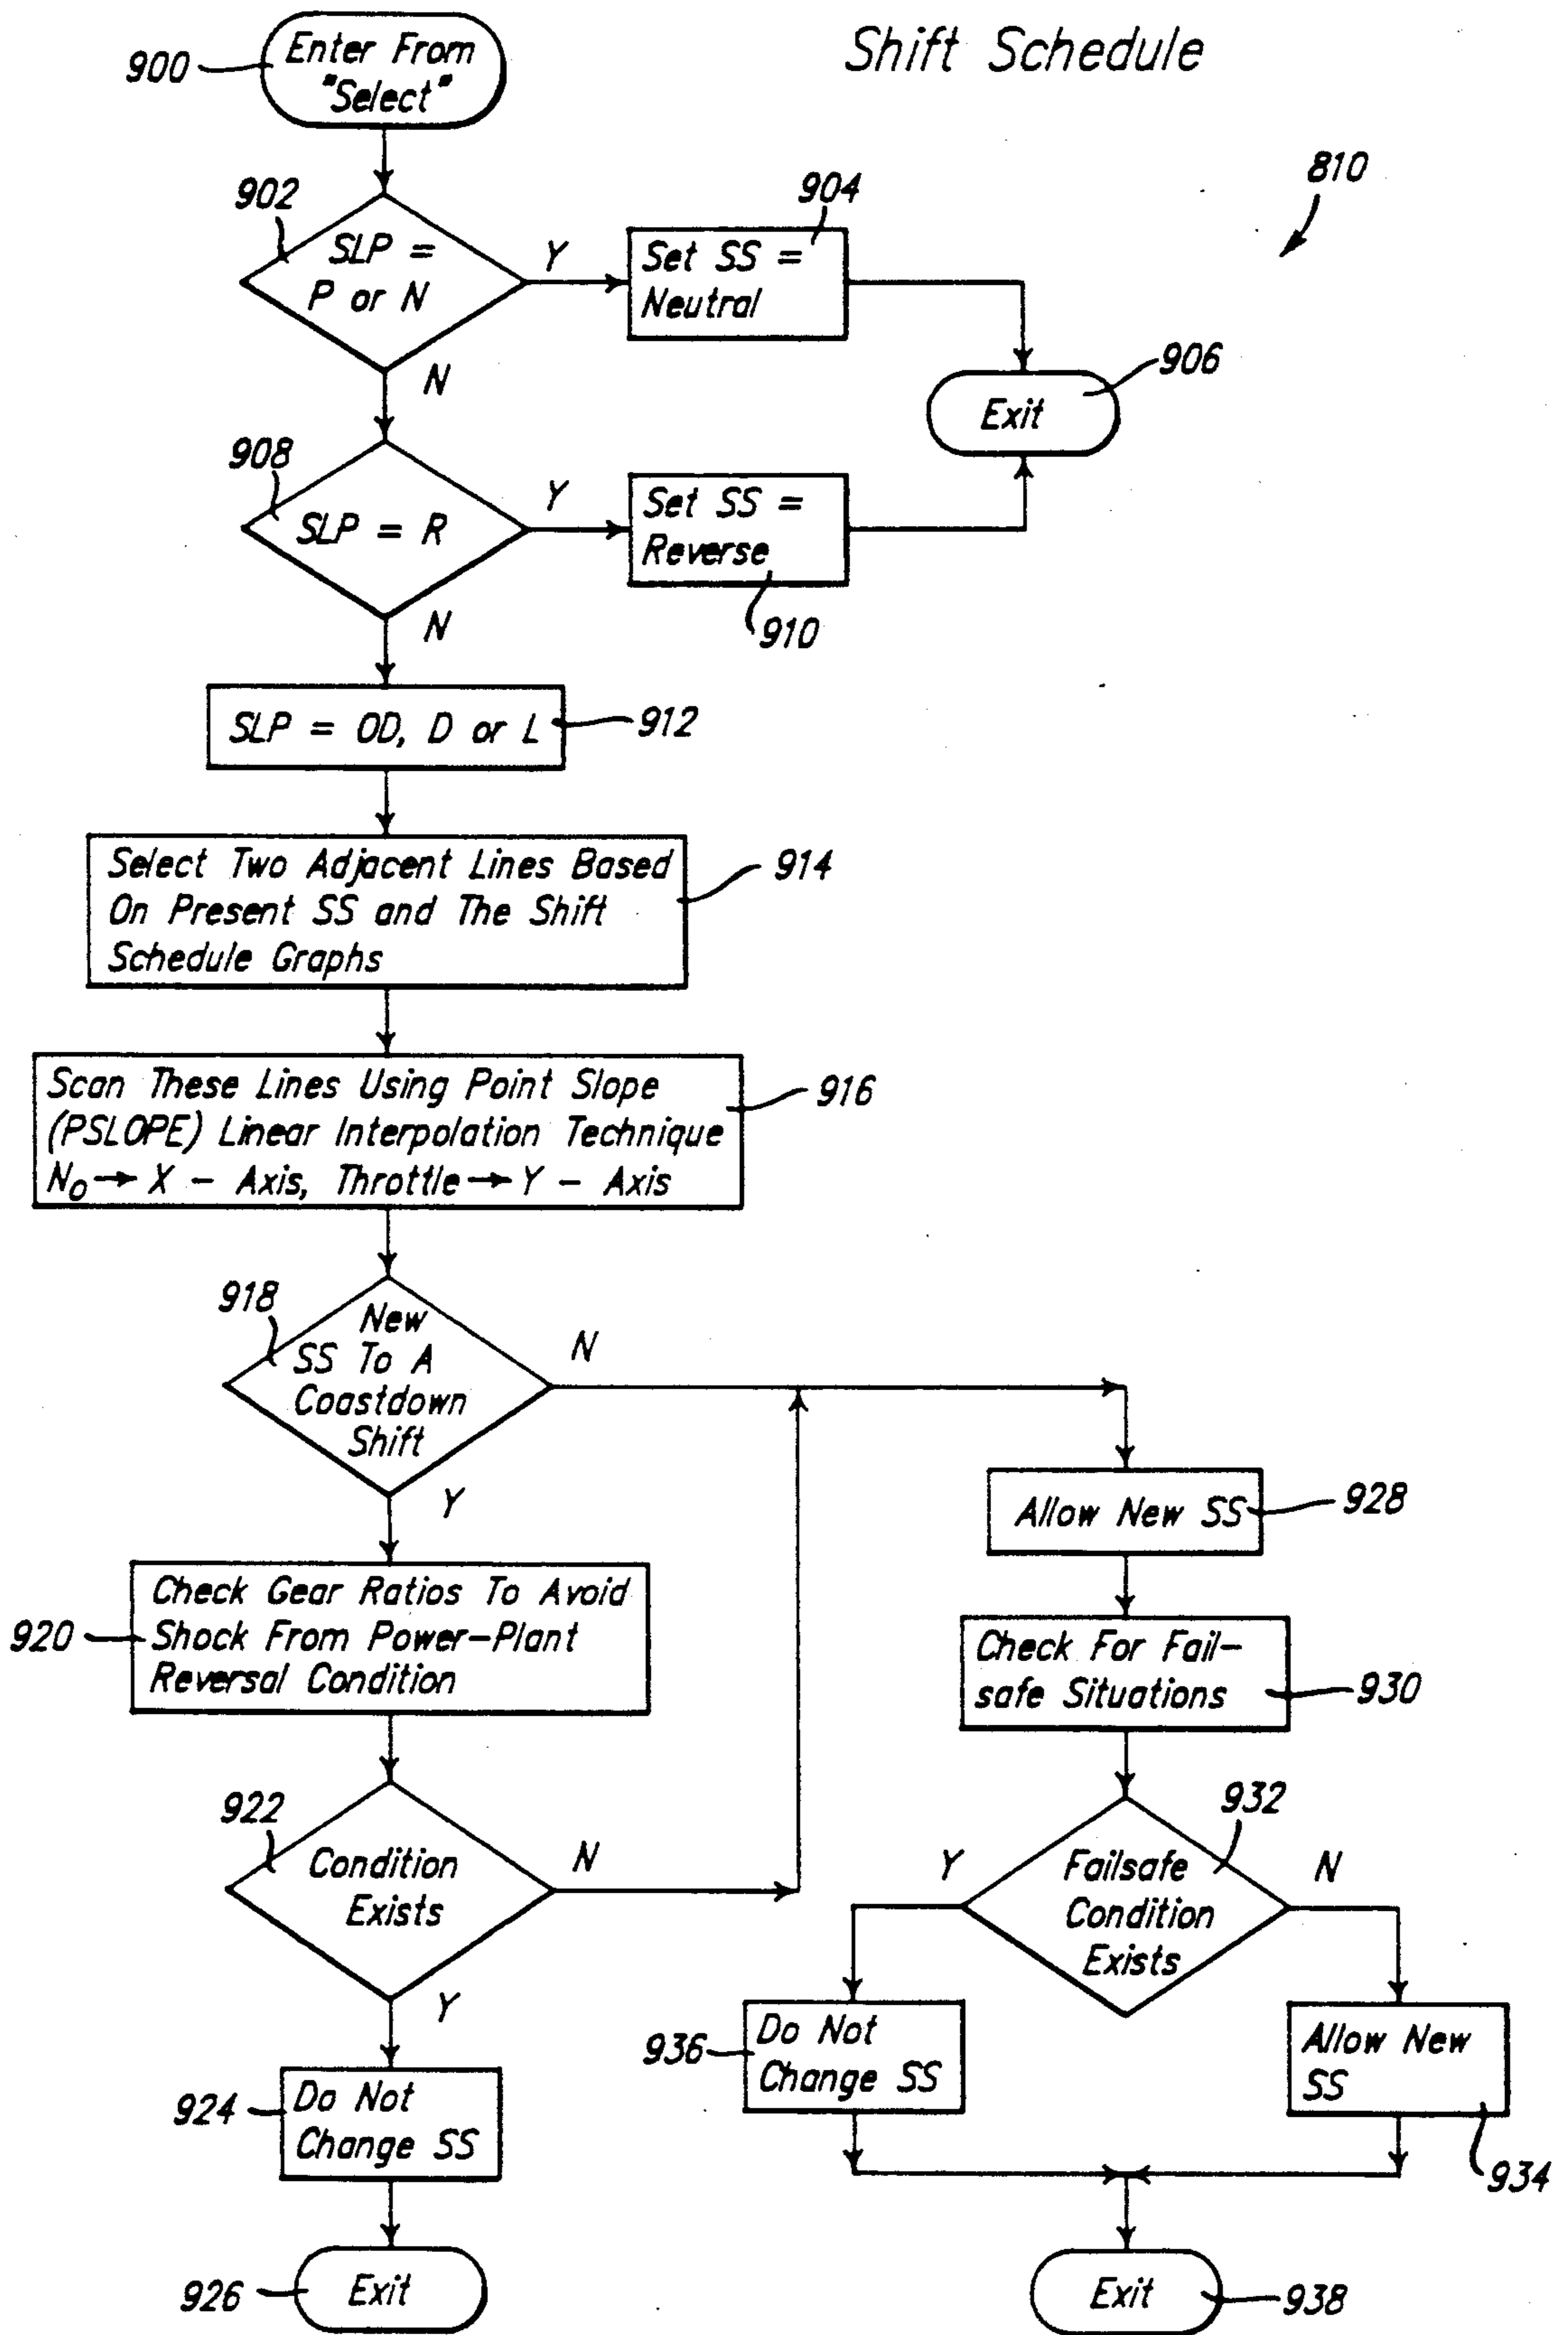 Shift Schedule
810
900
Enter From
"Select"
902
SLP =
P or N
Y
N
904
Set SS =
Neutral
906
Exit
908
SLP = R
Y
N
Set SS =
Reverse
910
SLP = OD, D or L
912
Select Two Adjacent Lines Based
On Present SS and The Shift
Schedule Graphs
914
Scan These Lines Using Point Slope
(PSLOPE) Linear Interpolation Technique
No → X - Axis, Throttle → Y - Axis
916
918
New
SS To A
Coastdown
Shift
N
Y
920
Check Gear Ratios To Avoid
Shock From Power-Plant
Reversal Condition
922
Condition
Exists
N
Y
924
Do Not
Change SS
926
Exit
Allow New SS
928
Check For Fail-
safe Situations
930
932
Failsafe
Condition
Exists
Y
N
936
Do Not
Change SS
Allow New
SS
934
Exit
938